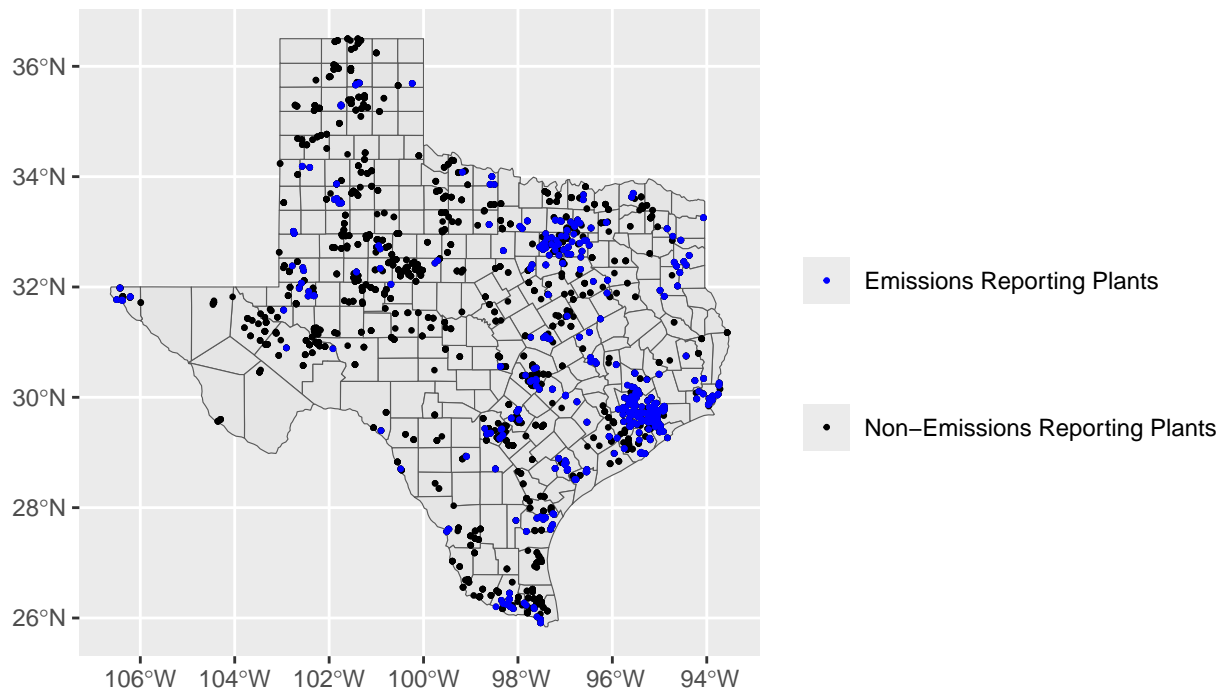 36°N
34°N
32°N
30°N
28°N
26°N
106°W 104°W 102°W 100°W 98°W 96°W 94°W
Emissions Reporting Plants
Non−Emissions Reporting Plants